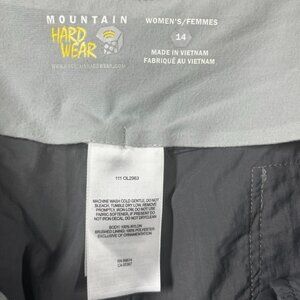 MOUNTAIN
HARD
WEAR
WOMEN'S/FEMMES
14
MADE IN VIETNAM
FABRIQUÉ AU VIETNAM
111 OL2963
MACHINE WASH COLD GENTLE, DO NOT
BLEACH, TUMBLE DRY LOW, REMOVE
PROMPTLY, IRON LOW, DO NOT USE
FABRIC SOFTENER, IF PRESENT DO
NOT IRON DECAL, DO NOT DRYCLEAN
BODY: 100% NYLON
BRUSHED LINING: 100% POLYESTER
EXCLUSIVE OF ORNAMENTATION